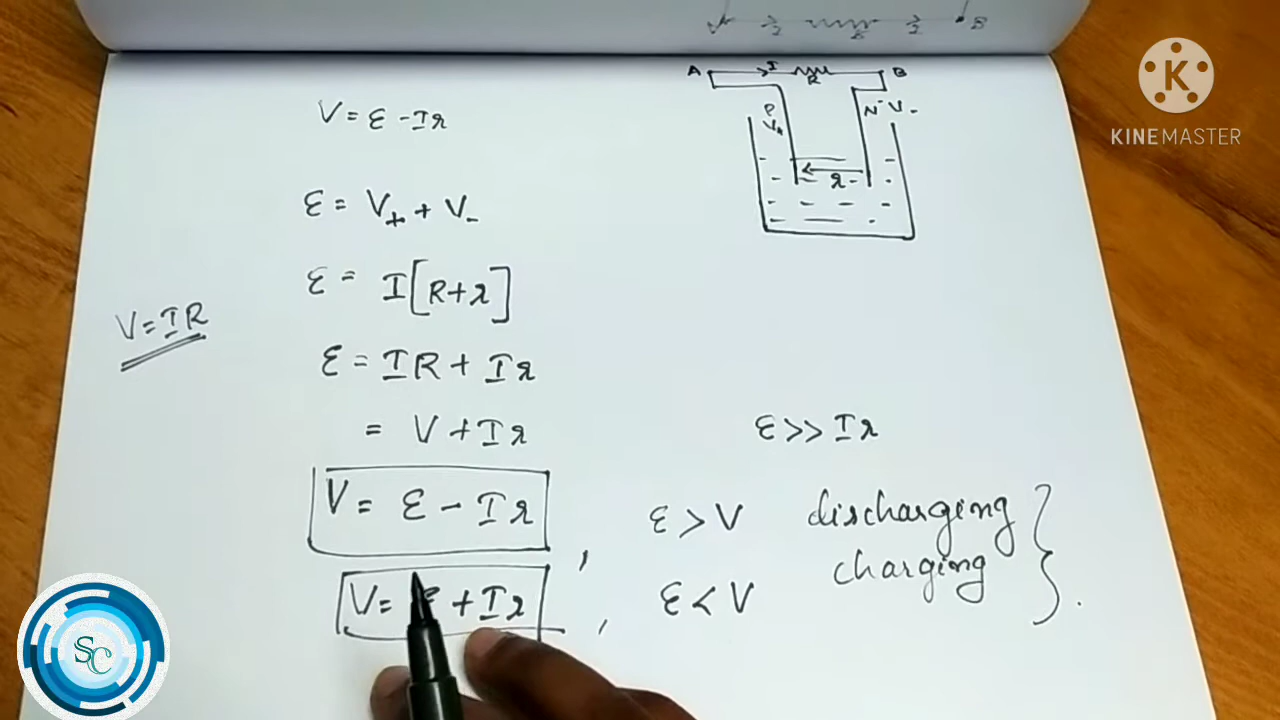 B
A I R B
P N⁻ V₋
V₊
r
V = ε - Ir
ε = V₊ + V₋
ε = I[R+r]
V = IR
ε = IR + Ir
= V + Ir
ε >> Ir
V = ε - Ir , ε > V discharging
V = ε + Ir , ε < V charging
K
KINEMASTER
SC